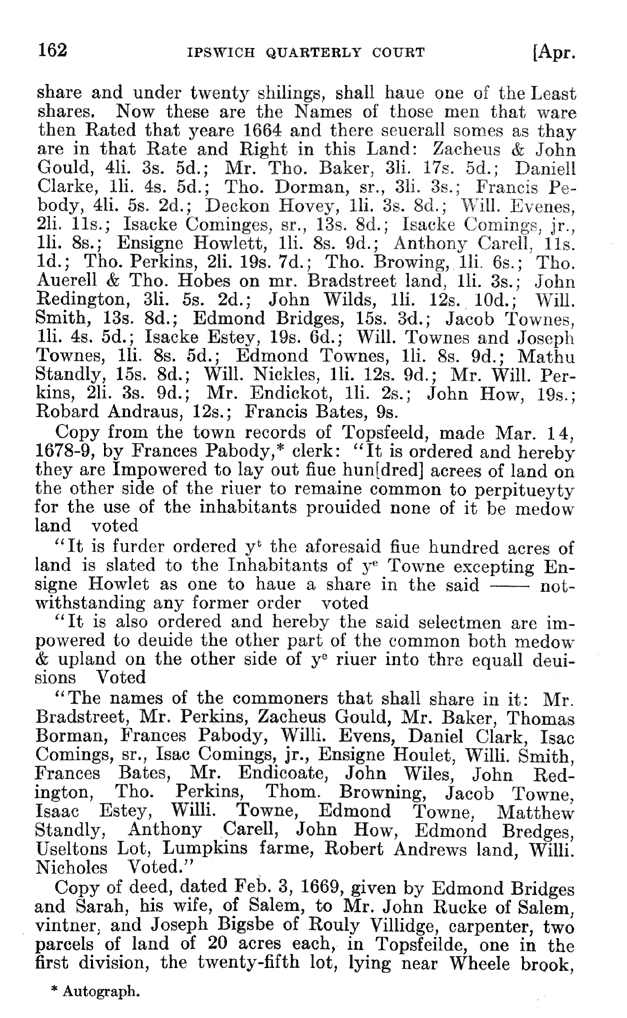 162 IPSWICH QUARTERLY COURT [Apr.
share and under twenty shilings, shall haue one of the Least
shares. Now these are the Names of those men that ware
then Rated that yeare 1664 and there seuerall somes as thay
are in that Rate and Right in this Land: Zacheus & John
Gould, 4li. 3s. 5d.; Mr. Tho. Baker, 3li. 17s. 5d.; Daniell
Clarke, 1li. 4s. 5d.; Tho. Dorman, sr., 3li. 3s.; Francis Pe-
body, 4li. 5s. 2d.; Deckon Hovey, 1li. 3s. 8d.; Will. Evenes,
2li. 11s.; Isacke Cominges, sr., 13s. 8d.; Isacke Comings, jr.,
1li. 8s.; Ensigne Howlett, 1li. 8s. 9d.; Anthony Carell, 11s.
1d.; Tho. Perkins, 2li. 19s. 7d.; Tho. Browing, 1li. 6s.; Tho.
Auerell & Tho. Hobes on mr. Bradstreet land, 1li. 3s.; John
Redington, 3li. 5s. 2d.; John Wilds, 1li. 12s. 10d.; Will.
Smith, 13s. 8d.; Edmond Bridges, 15s. 3d.; Jacob Townes,
1li. 4s. 5d.; Isacke Estey, 19s. 6d.; Will. Townes and Joseph
Townes, 1li. 8s. 5d.; Edmond Townes, 1li. 8s. 9d.; Mathu
Standly, 15s. 8d.; Will. Nickles, 1li. 12s. 9d.; Mr. Will. Per-
kins, 2li. 3s. 9d.; Mr. Endickot, 1li. 2s.; John How, 19s.;
Robard Andraus, 12s.; Francis Bates, 9s.
Copy from the town records of Topsfeeld, made Mar. 14,
1678-9, by Frances Pabody,* clerk: "It is ordered and hereby
they are Impowered to lay out fiue hun[dred] acrees of land on
the other side of the riuer to remaine common to perpitueyty
for the use of the inhabitants prouided none of it be medow
land voted
"It is furder ordered yᵗ the aforesaid fiue hundred acres of
land is slated to the Inhabitants of yᵉ Towne excepting En-
signe Howlet as one to haue a share in the said —— not-
withstanding any former order voted
"It is also ordered and hereby the said selectmen are im-
powered to deuide the other part of the common both medow
& upland on the other side of yᵉ riuer into thre equall deui-
sions Voted
"The names of the commoners that shall share in it: Mr.
Bradstreet, Mr. Perkins, Zacheus Gould, Mr. Baker, Thomas
Borman, Frances Pabody, Willi. Evens, Daniel Clark, Isac
Comings, sr., Isac Comings, jr., Ensigne Houlet, Willi. Smith,
Frances Bates, Mr. Endicoate, John Wiles, John Red-
ington, Tho. Perkins, Thom. Browning, Jacob Towne,
Isaac Estey, Willi. Towne, Edmond Towne, Matthew
Standly, Anthony Carell, John How, Edmond Bredges,
Useltons Lot, Lumpkins farme, Robert Andrews land, Willi.
Nicholes Voted."
Copy of deed, dated Feb. 3, 1669, given by Edmond Bridges
and Sarah, his wife, of Salem, to Mr. John Rucke of Salem,
vintner, and Joseph Bigsbe of Rouly Villidge, carpenter, two
parcels of land of 20 acres each, in Topsfeilde, one in the
first division, the twenty-fifth lot, lying near Wheele brook,
* Autograph.